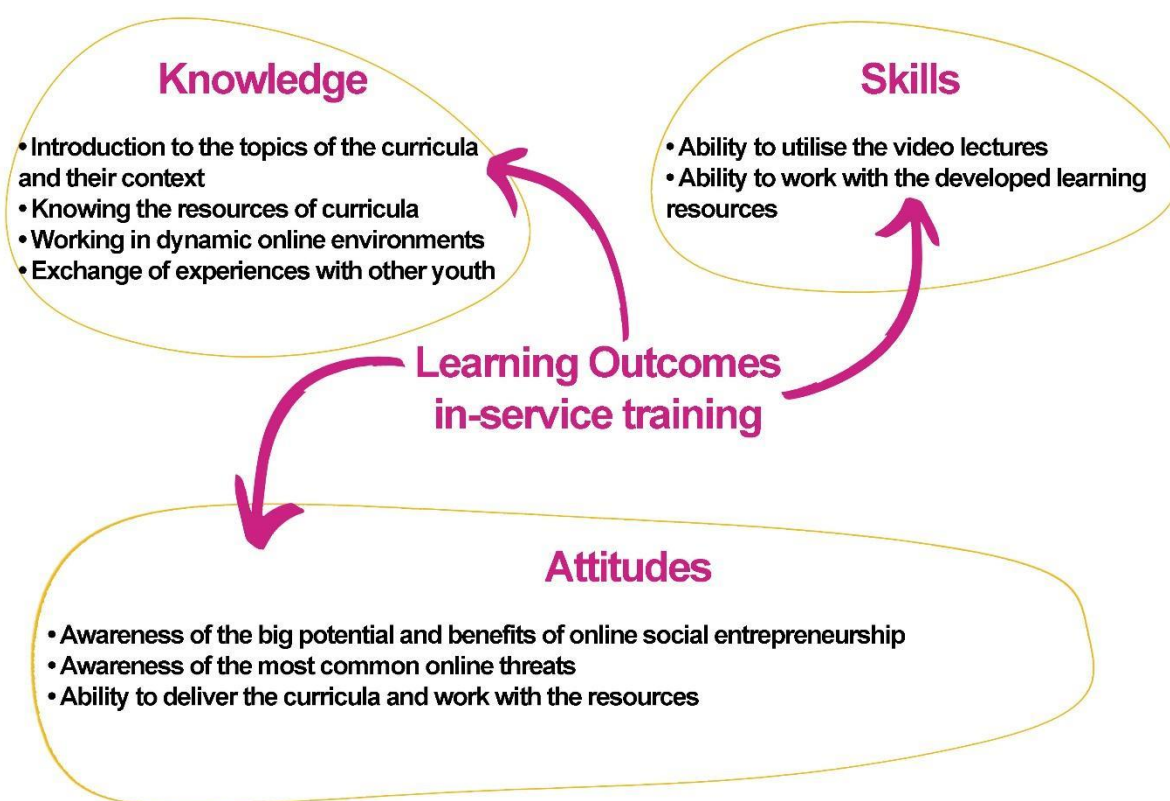 Knowledge
• Introduction to the topics of the curricula
and their context
• Knowing the resources of curricula
• Working in dynamic online environments
• Exchange of experiences with other youth
Skills
• Ability to utilise the video lectures
• Ability to work with the developed learning
resources
Learning Outcomes
in-service training
Attitudes
• Awareness of the big potential and benefits of online social entrepreneurship
• Awareness of the most common online threats
• Ability to deliver the curricula and work with the resources